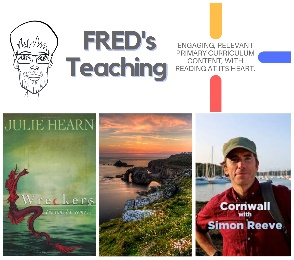 FRED's
Teaching
ENGAGING, RELEVANT
PRIMARY CURRICULUM
CONTENT, WITH
READING AT ITS HEART.
JULIE HEARN
Wreckers
Cornwall
with
Simon Reeve